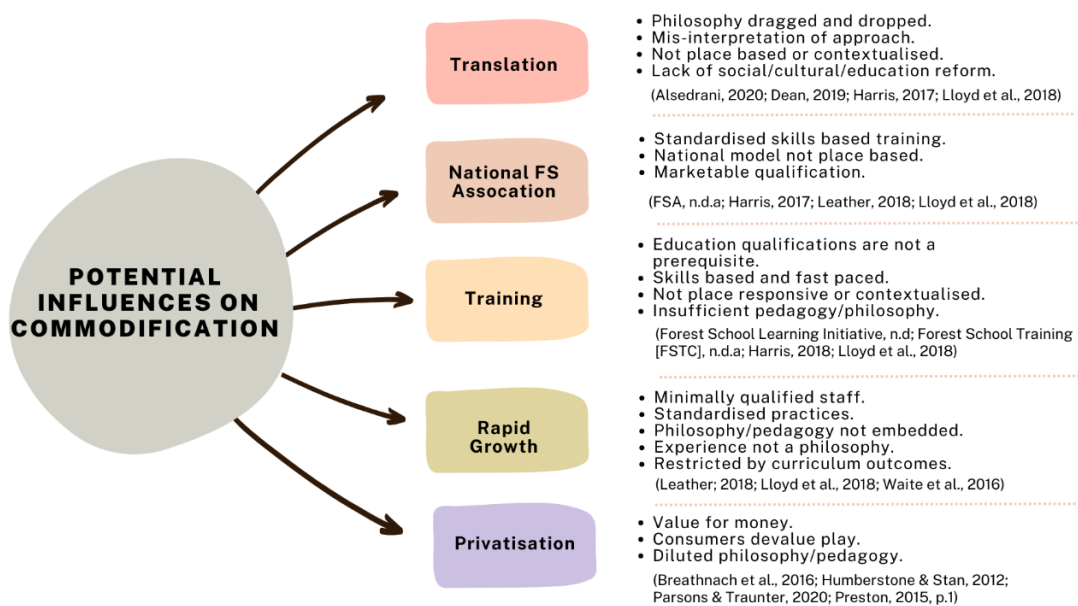 POTENTIAL
INFLUENCES ON
COMMODIFICATION
Translation
• Philosophy dragged and dropped.
• Mis-interpretation of approach.
• Not place based or contextualised.
• Lack of social/cultural/education reform.
(Alsedrani, 2020; Dean, 2019; Harris, 2017; Lloyd et al., 2018)
National FS
Assocation
• Standardised skills based training.
• National model not place based.
• Marketable qualification.
(FSA, n.d.a; Harris, 2017; Leather, 2018; Lloyd et al., 2018)
Training
• Education qualifications are not a
prerequisite.
• Skills based and fast paced.
• Not place responsive or contextualised.
• Insufficient pedagogy/philosophy.
(Forest School Learning Initiative, n.d; Forest School Training
[FSTC], n.d.a; Harris, 2018; Lloyd et al., 2018)
Rapid
Growth
• Minimally qualified staff.
• Standardised practices.
• Philosophy/pedagogy not embedded.
• Experience not a philosophy.
• Restricted by curriculum outcomes.
(Leather; 2018; Lloyd et al., 2018; Waite et al., 2016)
Privatisation
• Value for money.
• Consumers devalue play.
• Diluted philosophy/pedagogy.
(Breathnach et al., 2016; Humberstone & Stan, 2012;
Parsons & Traunter, 2020; Preston, 2015, p.1)